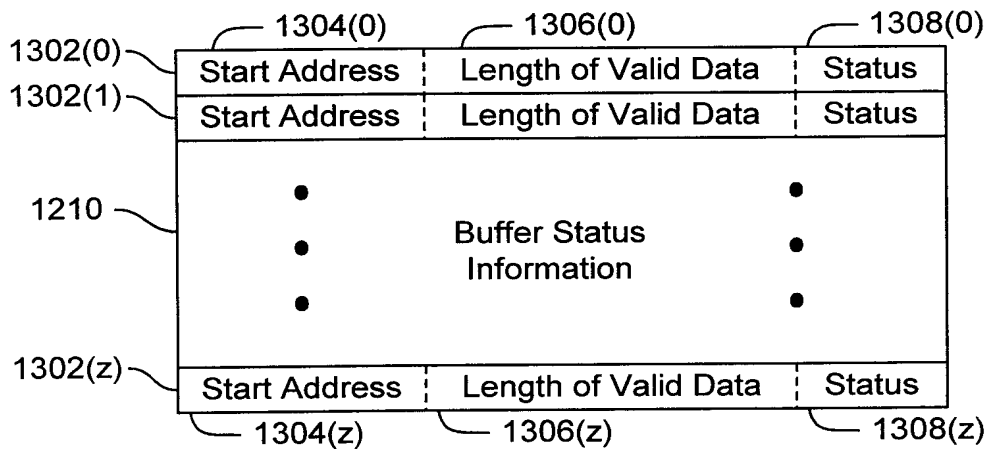 1304(0) 1306(0) 1308(0)
1302(0) Start Address Length of Valid Data Status
1302(1) Start Address Length of Valid Data Status
1210 Buffer Status
Information
1302(z) Start Address Length of Valid Data Status
1304(z) 1306(z) 1308(z)